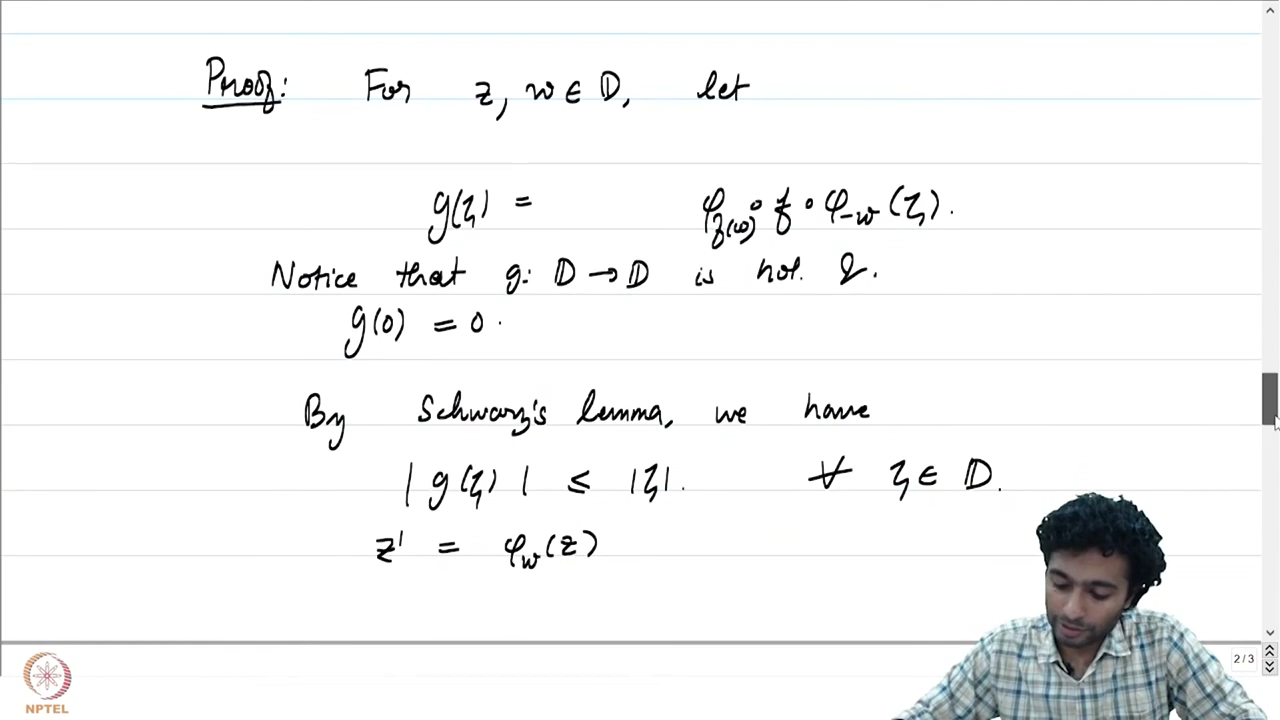 Proof: For z, w ∈ 𝔻, let
g(ζ) = φ_{f(w)} ∘ f ∘ φ_{-w} (ζ).
Notice that g: 𝔻 → 𝔻 is hol. &.
g(0) = 0.
By Schwarz's lemma, we have
|g(ζ)| ≤ |ζ|. ∀ ζ ∈ 𝔻.
z' = φ_w(z)
2 / 3
NPTEL